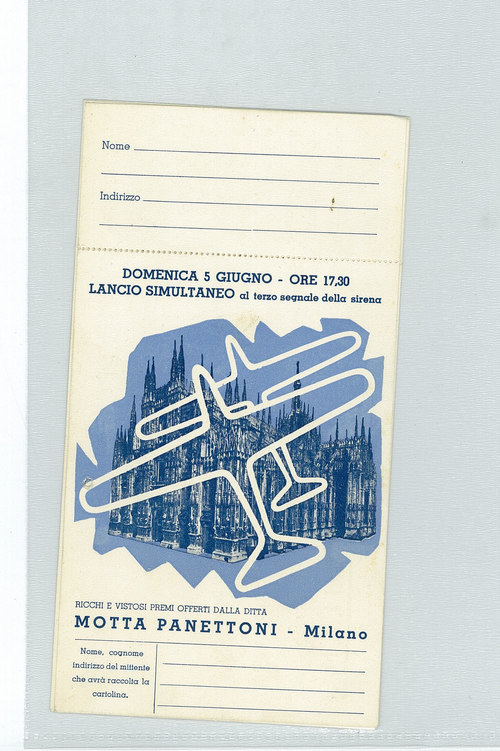 Nome
Indirizzo
DOMENICA 5 GIUGNO - ORE 17,30
LANCIO SIMULTANEO al terzo segnale della sirena
RICCHI E VISTOSI PREMI OFFERTI DALLA DITTA
MOTTA PANETTONI - Milano
Nome, cognome
indirizzo del mittente
che avrà raccolta la
cartolina.